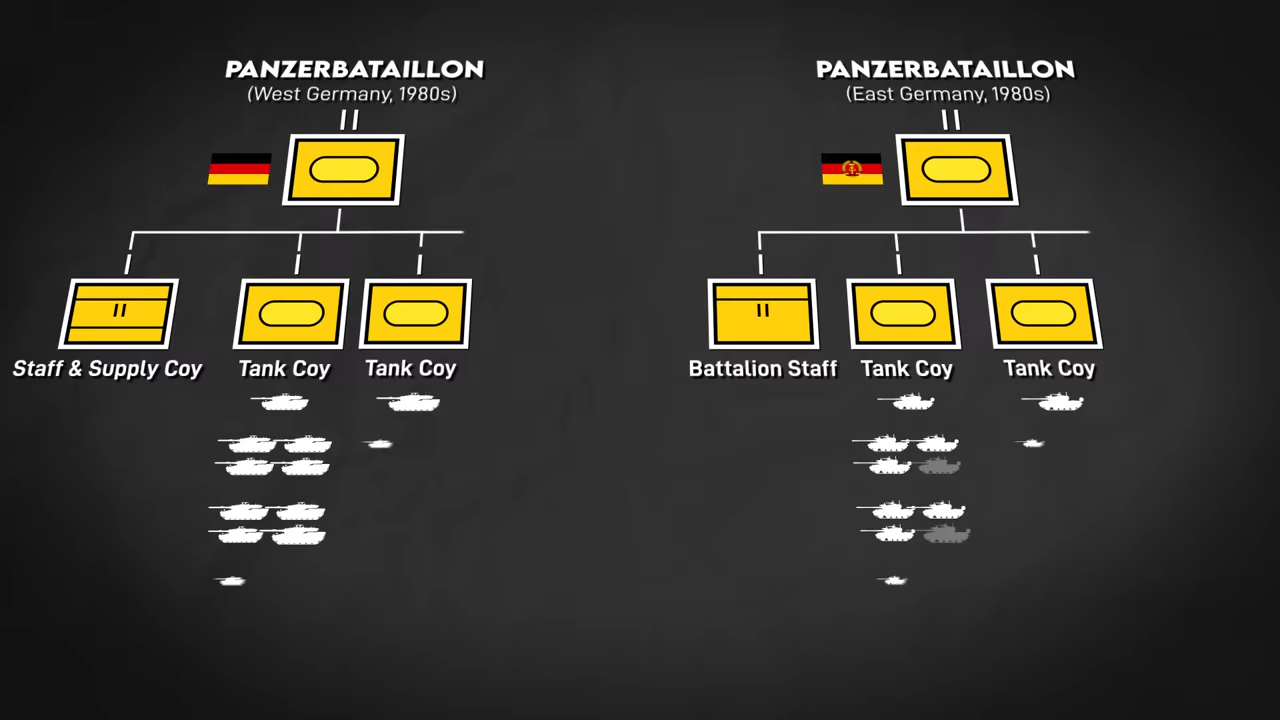 PANZERBATAILLON
(West Germany, 1980s)
Staff & Supply Coy
Tank Coy
Tank Coy
PANZERBATAILLON
(East Germany, 1980s)
Battalion Staff
Tank Coy
Tank Coy